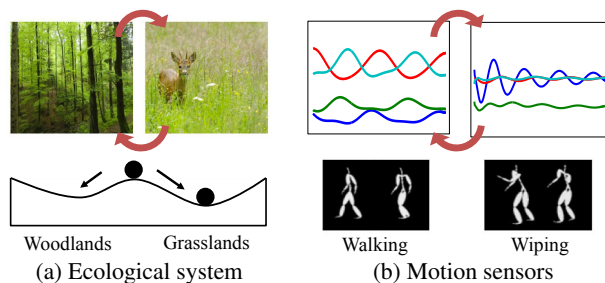 Woodlands
Grasslands
(a) Ecological system
Walking
Wiping
(b) Motion sensors